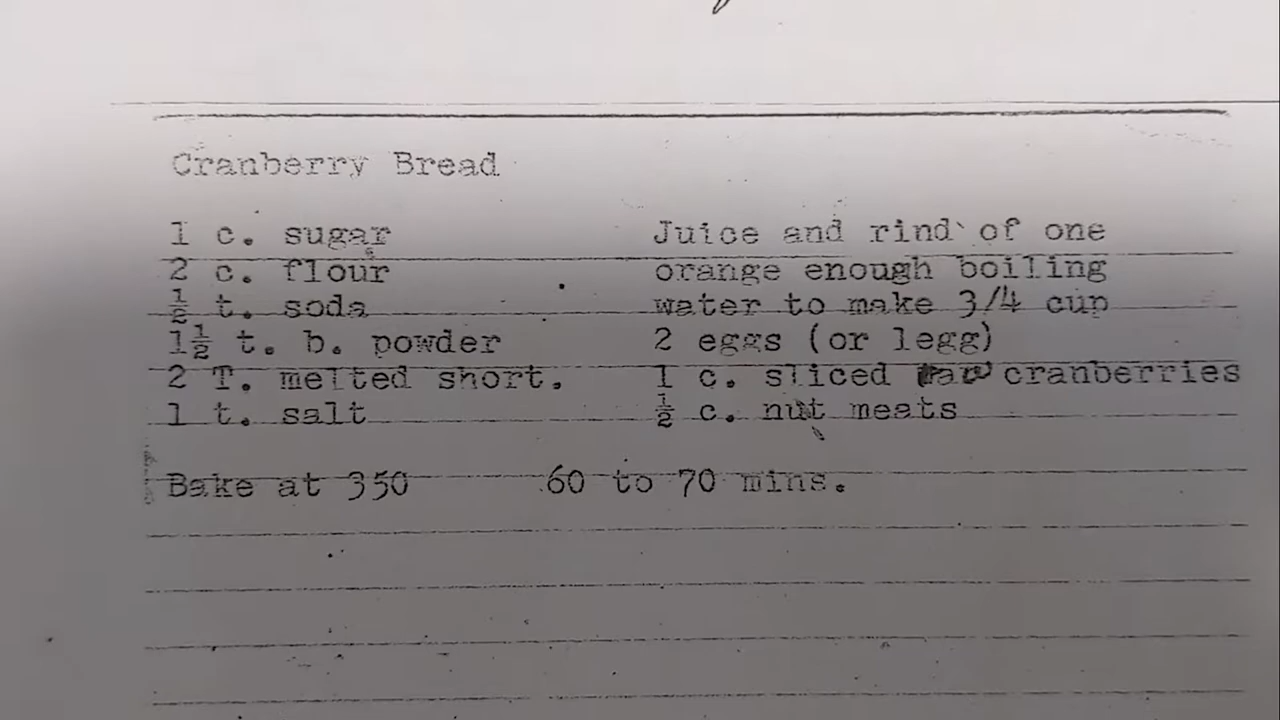 Cranberry Bread
1 c. sugar
2 c. flour
½ t. soda
1½ t. b. powder
2 T. melted short.
1 t. salt
Juice and rind of one
orange enough boiling
water to make 3/4 cup
2 eggs (or 1egg)
1 c. sliced raw cranberries
½ c. nut meats
Bake at 350 60 to 70 mins.